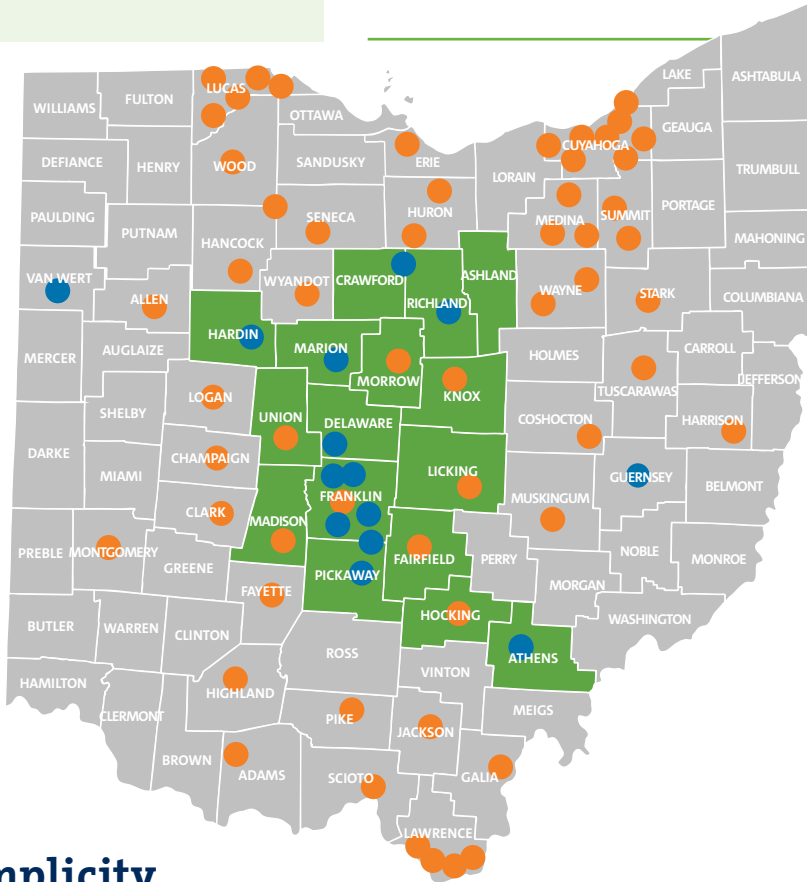 LAKE
ASHTABULA
LUCAS
FULTON
WILLIAMS
OTTAWA
GEAUGA
CUYAHOGA
DEFIANCE
HENRY
WOOD
SANDUSKY
ERIE
LORAIN
TRUMBULL
PAULDING
PUTNAM
SENECA
HURON
MEDINA
SUMMIT
PORTAGE
HANCOCK
MAHONING
VAN WERT
ALLEN
WYANDOT
CRAWFORD
RICHLAND
ASHLAND
WAYNE
STARK
COLUMBIANA
HARDIN
MARION
MERCER
AUGLAIZE
MORROW
KNOX
HOLMES
CARROLL
JEFFERSON
TUSCARAWAS
LOGAN
SHELBY
UNION
DELAWARE
COSHOCTON
HARRISON
DARKE
CHAMPAIGN
MIAMI
LICKING
GUERNSEY
BELMONT
FRANKLIN
MUSKINGUM
CLARK
MADISON
PREBLE
MONTGOMERY
GREENE
FAIRFIELD
PERRY
NOBLE
MONROE
PICKAWAY
MORGAN
FAYETTE
HOCKING
WASHINGTON
BUTLER
WARREN
CLINTON
ROSS
ATHENS
VINTON
HAMILTON
HIGHLAND
MEIGS
CLERMONT
PIKE
JACKSON
BROWN
ADAMS
SCIOTO
GALIA
LAWRENCE
mplicity